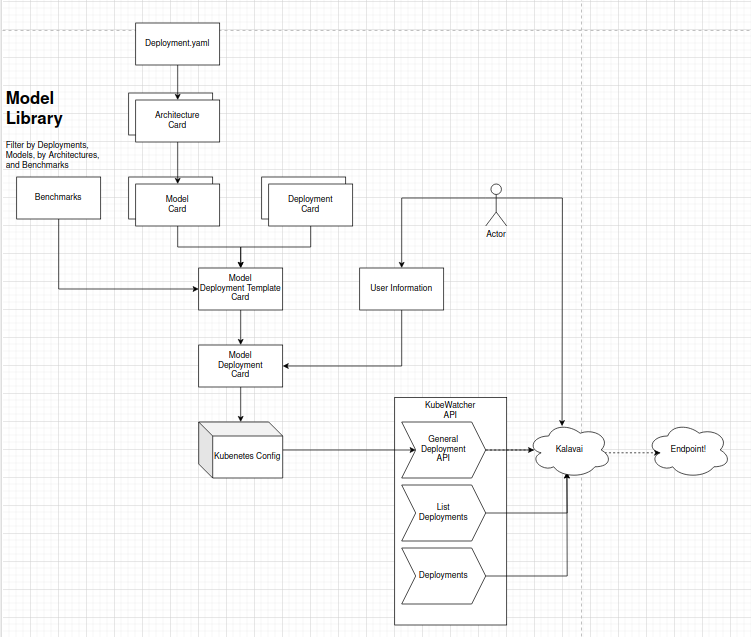 Deployment.yaml
Model
Library
Architecture
Card
Filter by Deployments,
Models, by Architectures,
and Benchmarks
Benchmarks
Model
Card
Deployment
Card
Actor
Model
Deployment Template
Card
User Information
Model
Deployment
Card
KubeWatcher
API
General
Deployment
API
Kubenetes Config
Kalavai
Endpoint!
List
Deployments
Deployments